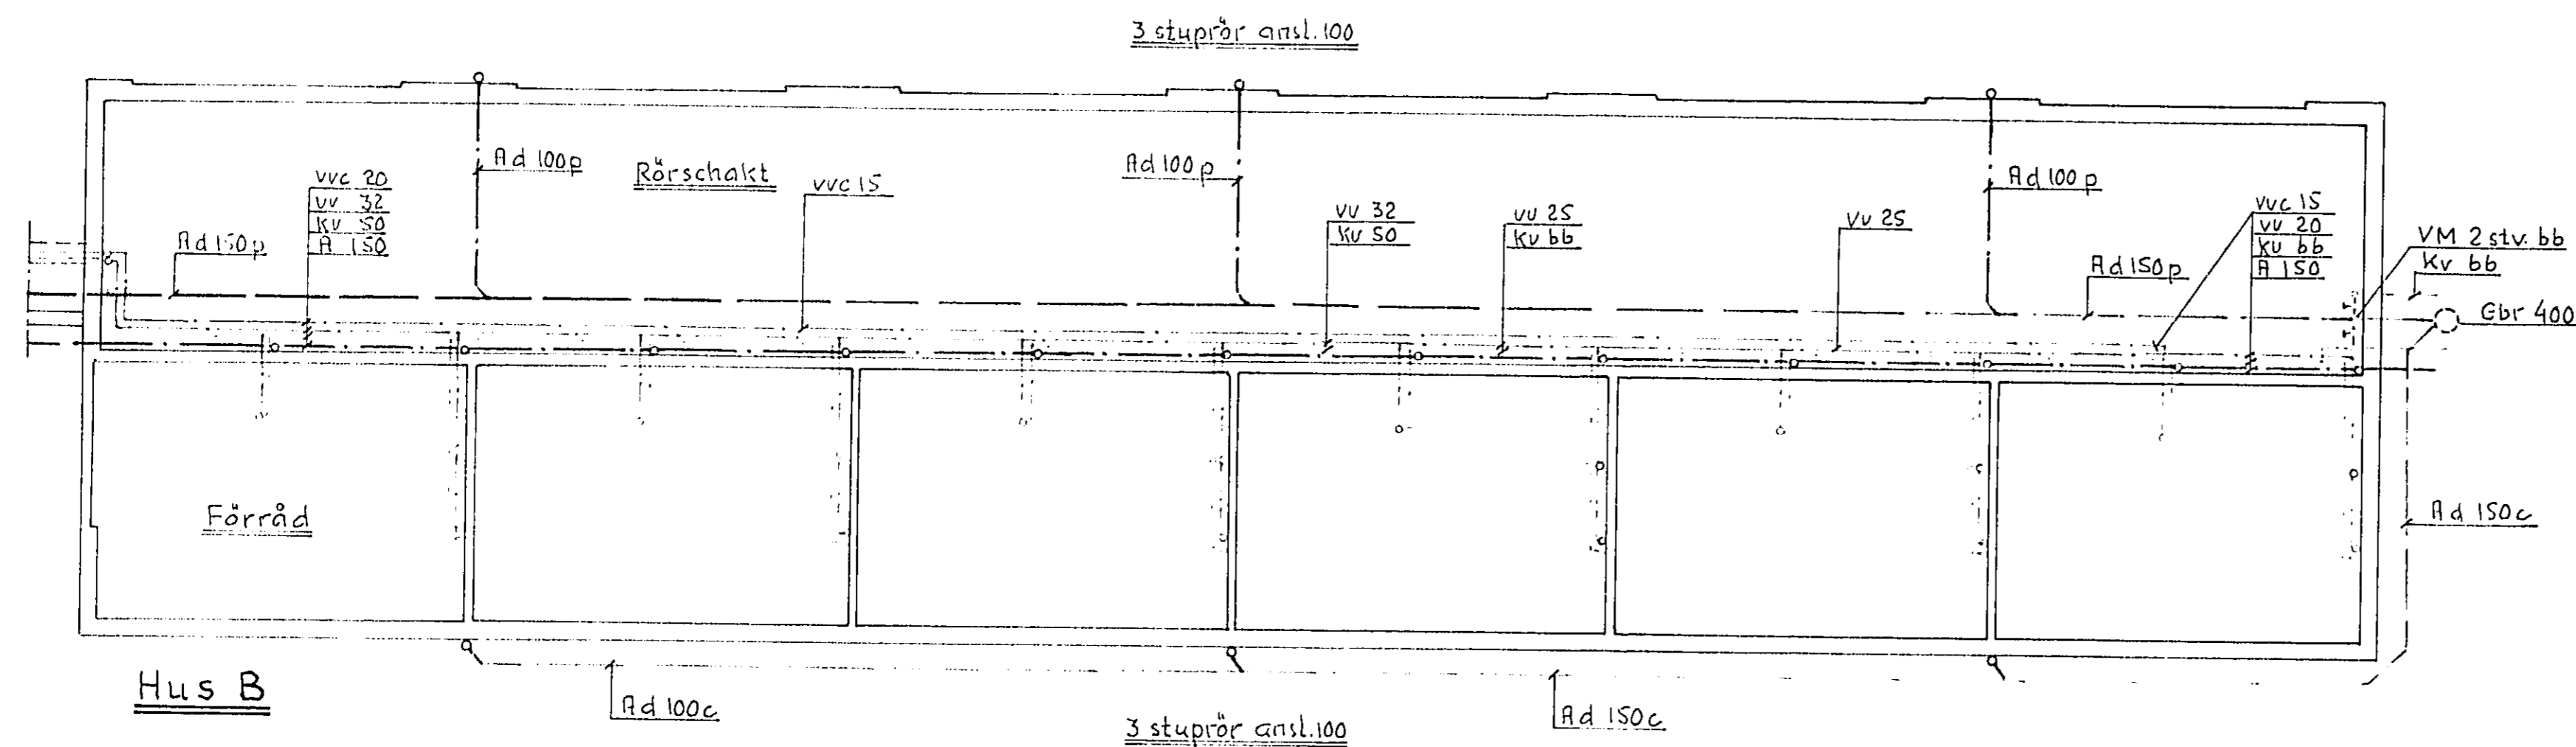 3 stuprör ansl. 100
Ad 100p
Rörschakt
vvc 20
vv 32
Kv 50
A 150
Ad 150p
vvc 15
Ad 100p
vv 32
Kv 50
vv 25
Kv bb
Vv 25
Ad 100p
vvc 15
vv 20
Kv bb
A 150
Ad 150p
VM 2 stv. bb
Kv bb
Gbr 400
Förråd
Ad 150c
Hus B
Ad 100c
3 stuprör ansl. 100
Ad 150c